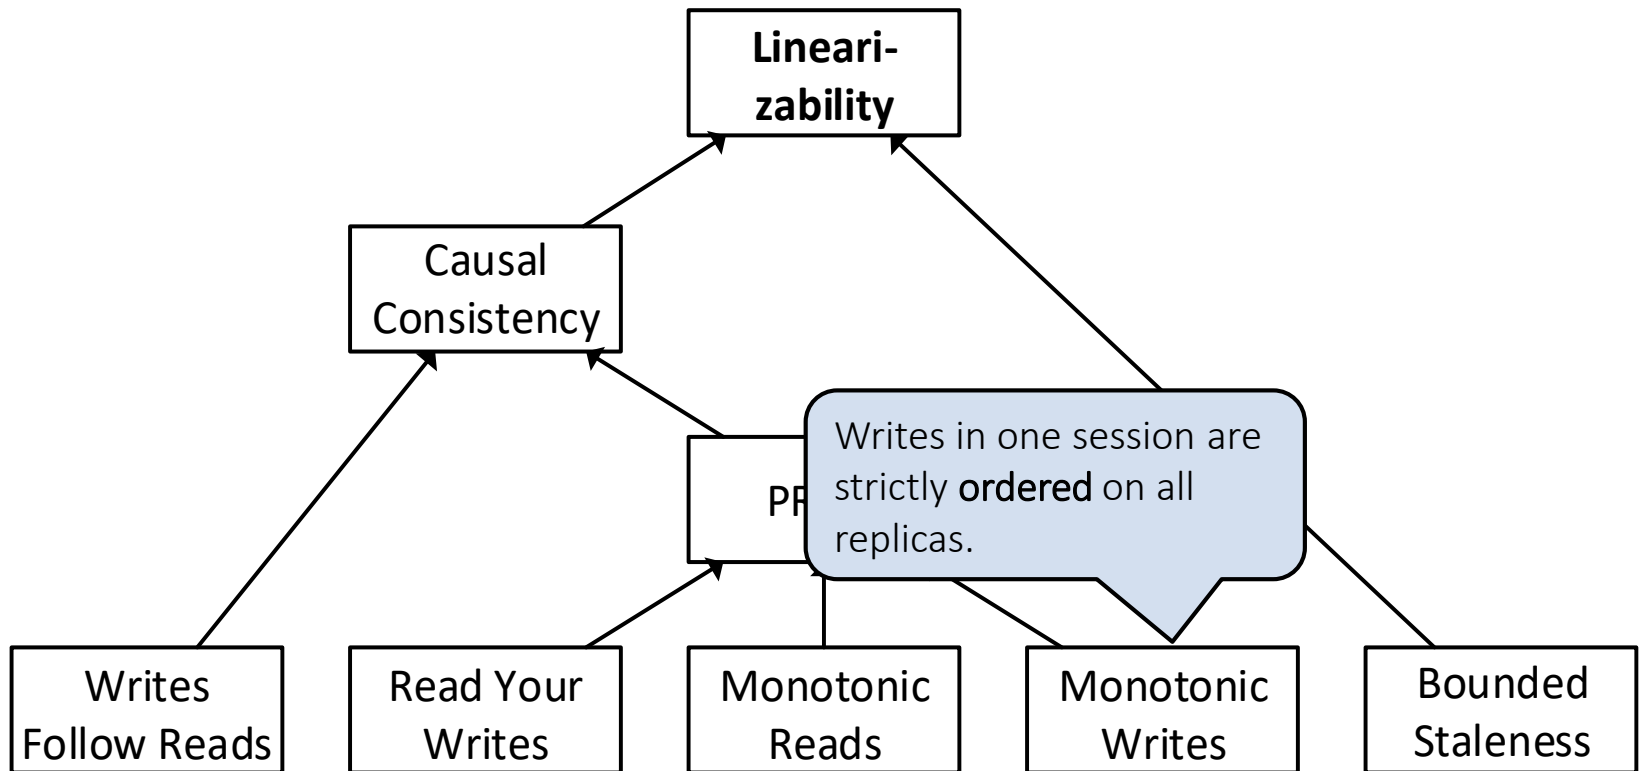 Lineari-
zability
Causal
Consistency
Writes in one session are
strictly ordered on all
replicas.
Writes
Follow Reads
Read Your
Writes
Monotonic
Reads
Monotonic
Writes
Bounded
Staleness